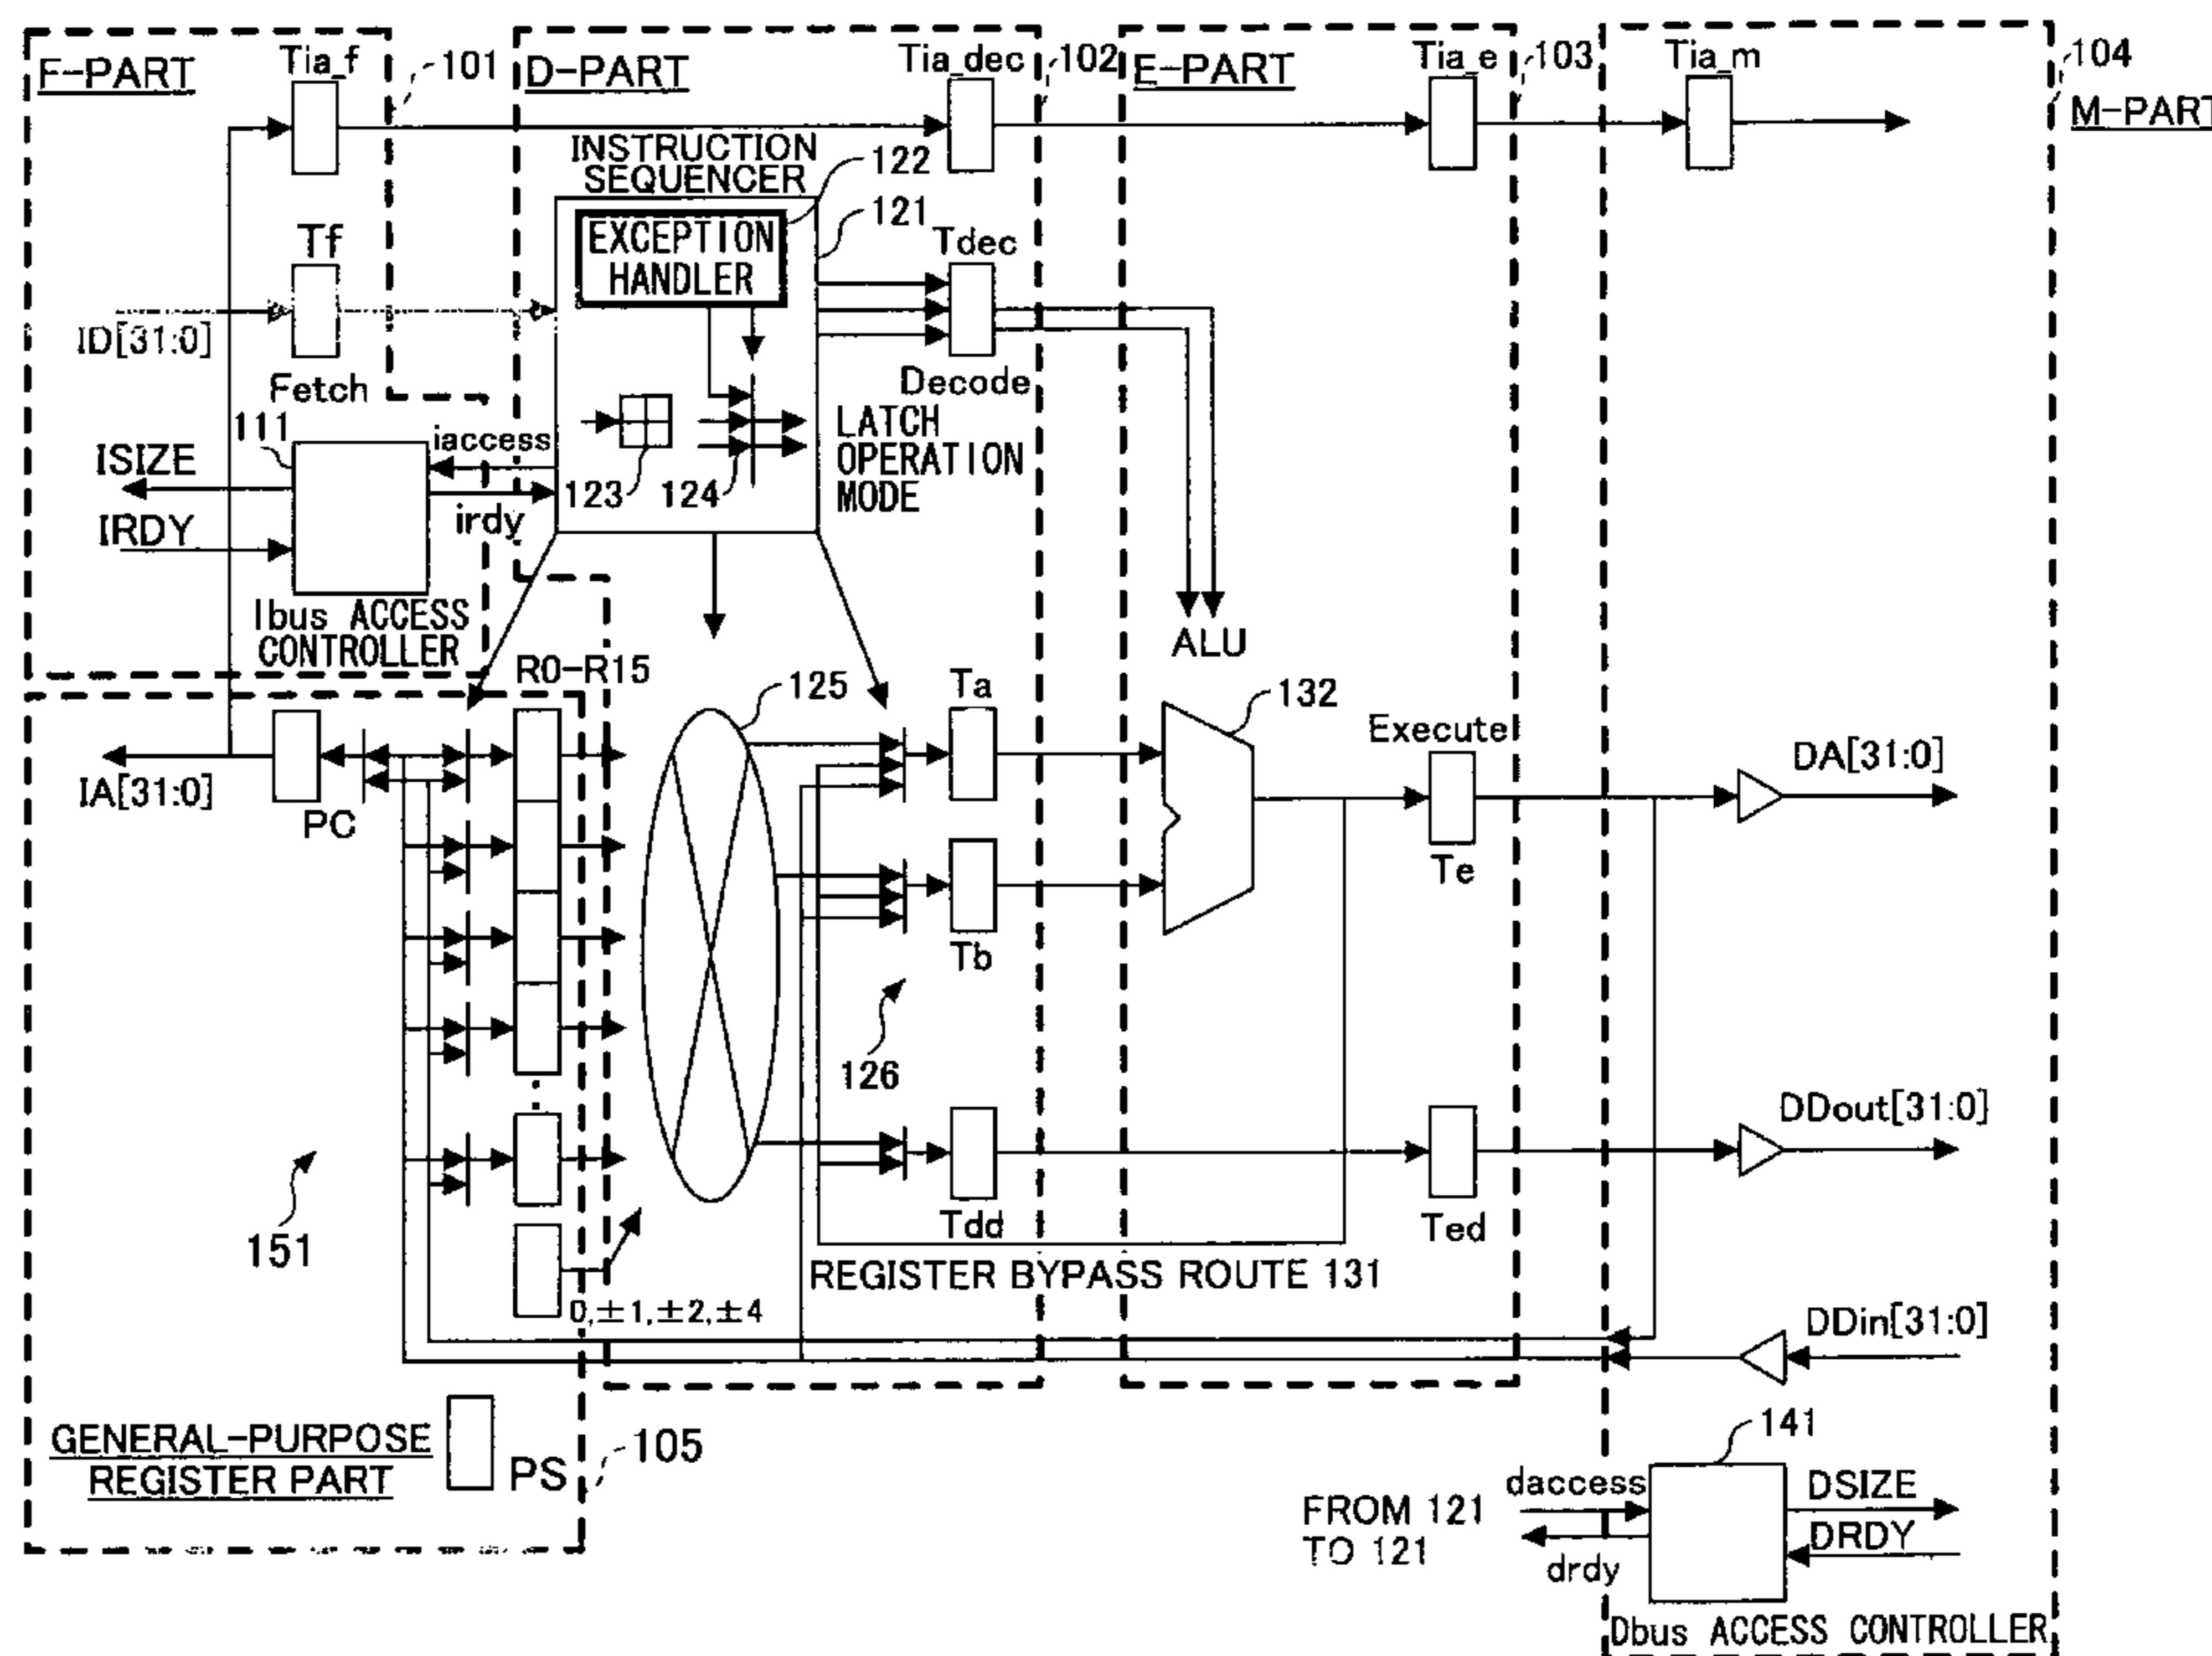 F-PART
Tia_f
101
D-PART
Tia_dec
102
E-PART
Tia_e
103
Tia_m
104
M-PART
INSTRUCTION
SEQUENCER
122
EXCEPTION
HANDLER
121
Tf
Tdec
ID[31:0]
Fetch
Decode
111
iaccess
LATCH
OPERATION
MODE
ISIZE
123
124
IRDY
irdy
Ibus ACCESS
CONTROLLER
ALU
R0-R15
125
Ta
132
Execute
IA[31:0]
PC
DA[31:0]
Te
Tb
126
DDout[31:0]
151
Tdd
Ted
REGISTER BYPASS ROUTE 131
0,±1,±2,±4
DDin[31:0]
GENERAL-PURPOSE
REGISTER PART
PS
105
141
daccess
DSIZE
FROM 121
TO 121
DRDY
drdy
Dbus ACCESS CONTROLLER